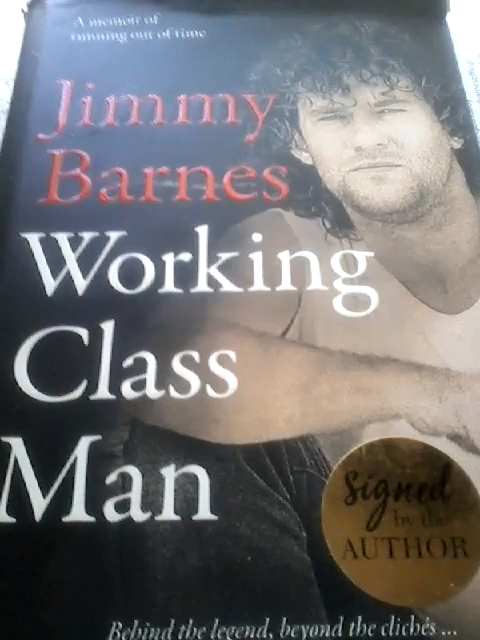 A memoir of
running out of time
Jimmy
Barnes
Working
Class
Man
Signed
by the
AUTHOR
Behind the legend, beyond the clichés ...